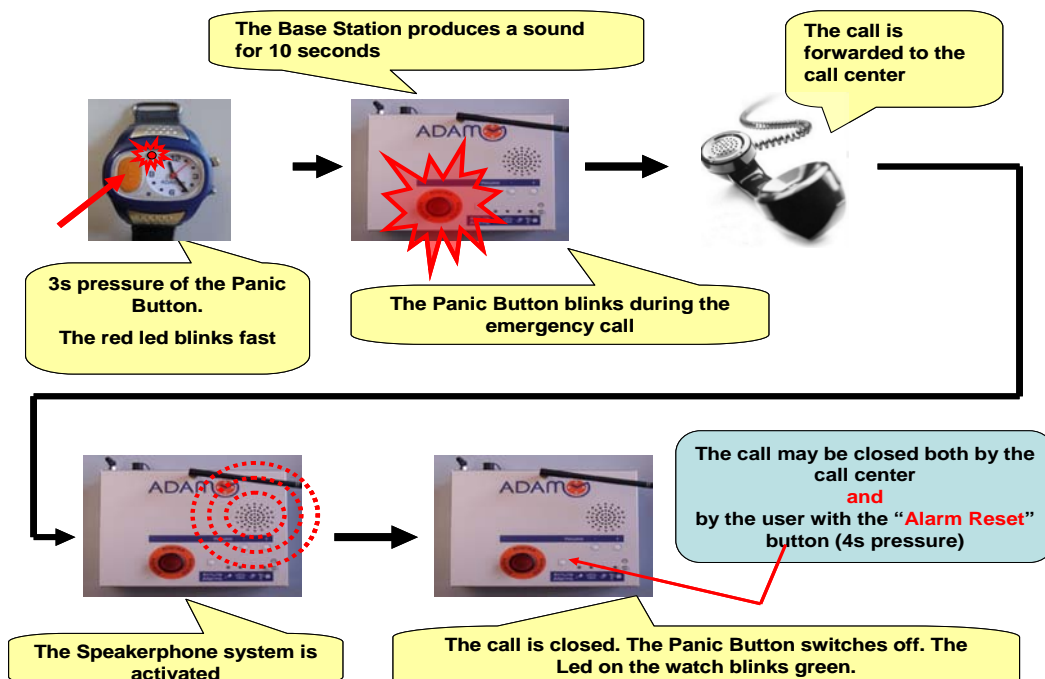 The Base Station produces a sound
for 10 seconds
The call is
forwarded to the
call center
ADAMO
3s pressure of the Panic
Button.
The red led blinks fast
The Panic Button blinks during the
emergency call
ADAMO
ADAMO
The call may be closed both by the
call center
and
by the user with the “Alarm Reset”
button (4s pressure)
The Speakerphone system is
activated
The call is closed. The Panic Button switches off. The
Led on the watch blinks green.